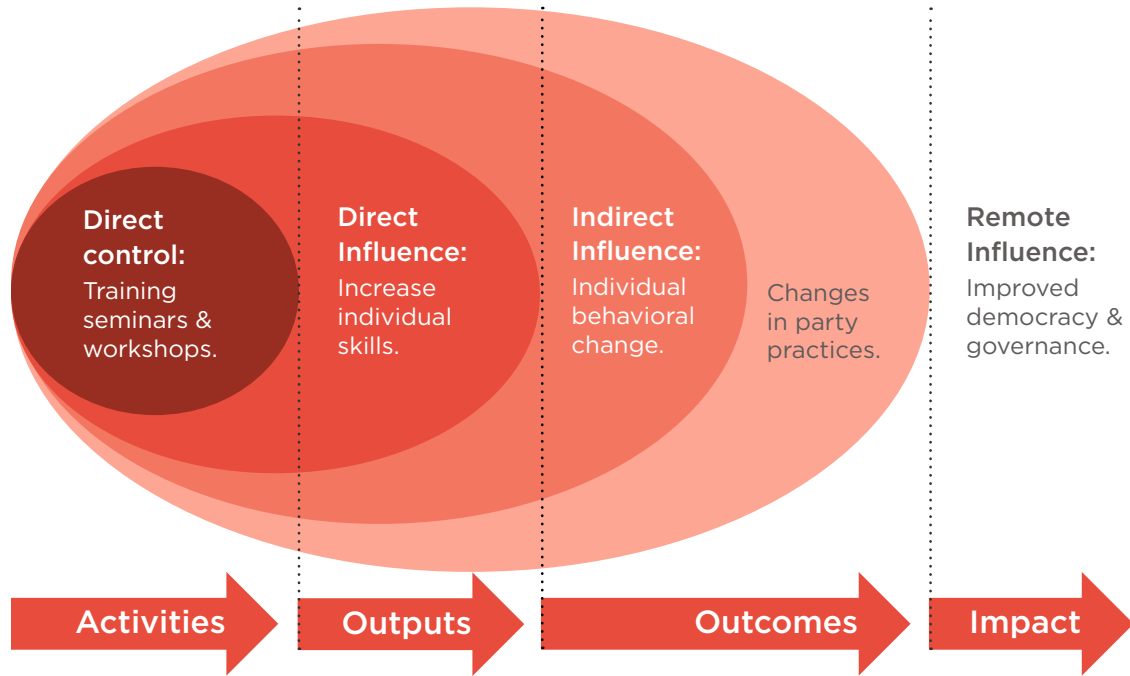 Direct
control:
Training
seminars &
workshops.
Direct
Influence:
Increase
individual
skills.
Indirect
Influence:
Individual
behavioral
change.
Changes
in party
practices.
Remote
Influence:
Improved
democracy &
governance.
Activities
Outputs
Outcomes
Impact